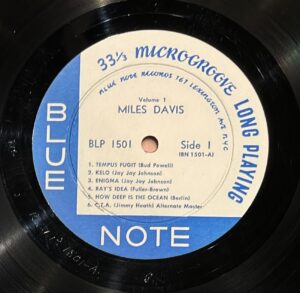 33⅓ MICROGROOVE LONG PLAYING
BLUE NOTE RECORDS 767 LEXINGTON AVE NYC
Volume 1
MILES DAVIS
BLP 1501 Side 1
(BN 1501-A)
1. TEMPUS FUGIT (Bud Powell)
2. KELO (Jay Jay Johnson)
3. ENIGMA (Jay Jay Johnson)
4. RAY'S IDEA (Fuller-Brown)
5. HOW DEEP IS THE OCEAN (Berlin)
6. C.T.A. (Jimmy Heath) Alternate Master
BLUE
NOTE